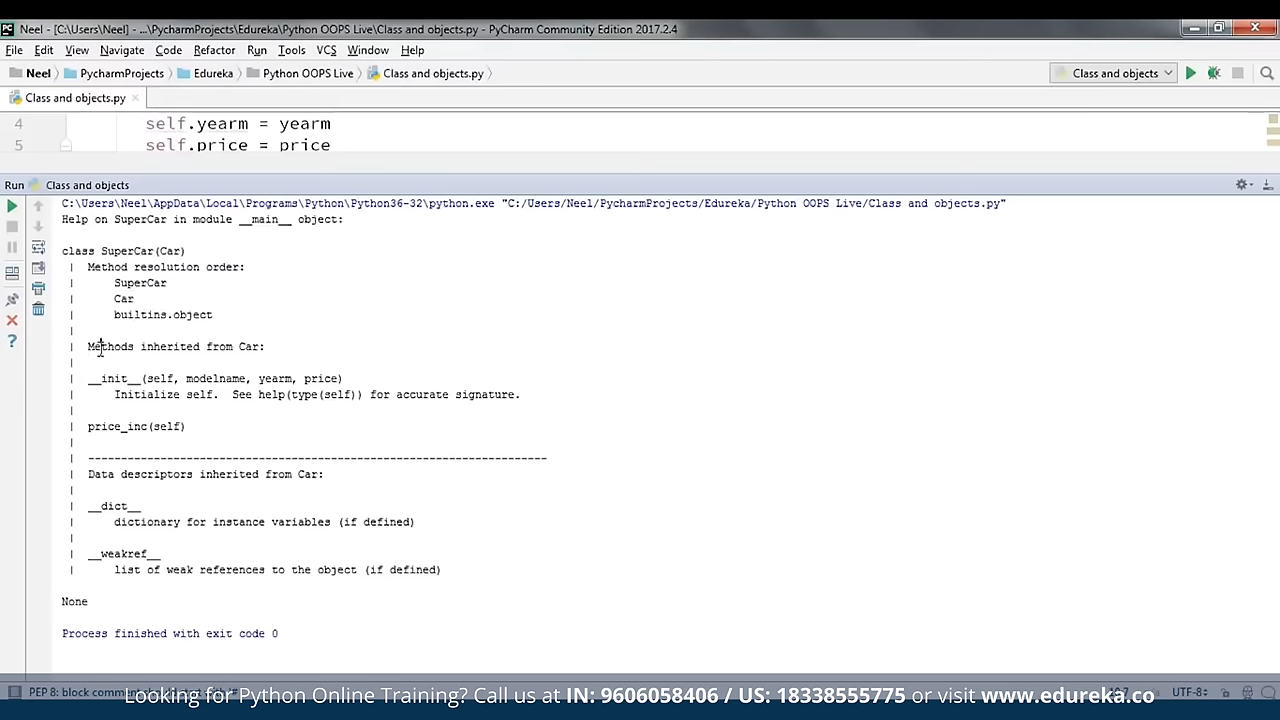 Neel - [C:\Users\Neel] - ...\PycharmProjects\Edureka\Python OOPS Live\Class and objects.py - PyCharm Community Edition 2017.2.4
File Edit View Navigate Code Refactor Run Tools VCS Window Help
Neel PycharmProjects Edureka Python OOPS Live Class and objects.py Class and objects
Class and objects.py
4 self.yearm = yearm
5 self.price = price
Run Class and objects
C:\Users\Neel\AppData\Local\Programs\Python\Python36-32\python.exe "C:/Users/Neel/PycharmProjects/Edureka/Python OOPS Live/Class and objects.py"
Help on SuperCar in module __main__ object:
class SuperCar(Car)
|  Method resolution order:
|      SuperCar
|      Car
|      builtins.object
|
|  Methods inherited from Car:
|
|  __init__(self, modelname, yearm, price)
|      Initialize self.  See help(type(self)) for accurate signature.
|
|  price_inc(self)
|
|  ----------------------------------------------------------------------
|  Data descriptors inherited from Car:
|
|  __dict__
|      dictionary for instance variables (if defined)
|
|  __weakref__
|      list of weak references to the object (if defined)
None
Process finished with exit code 0
PEP 8: block comment UTF-8
Looking for Python Online Training? Call us at IN: 9606058406 / US: 18338555775 or visit www.edureka.co